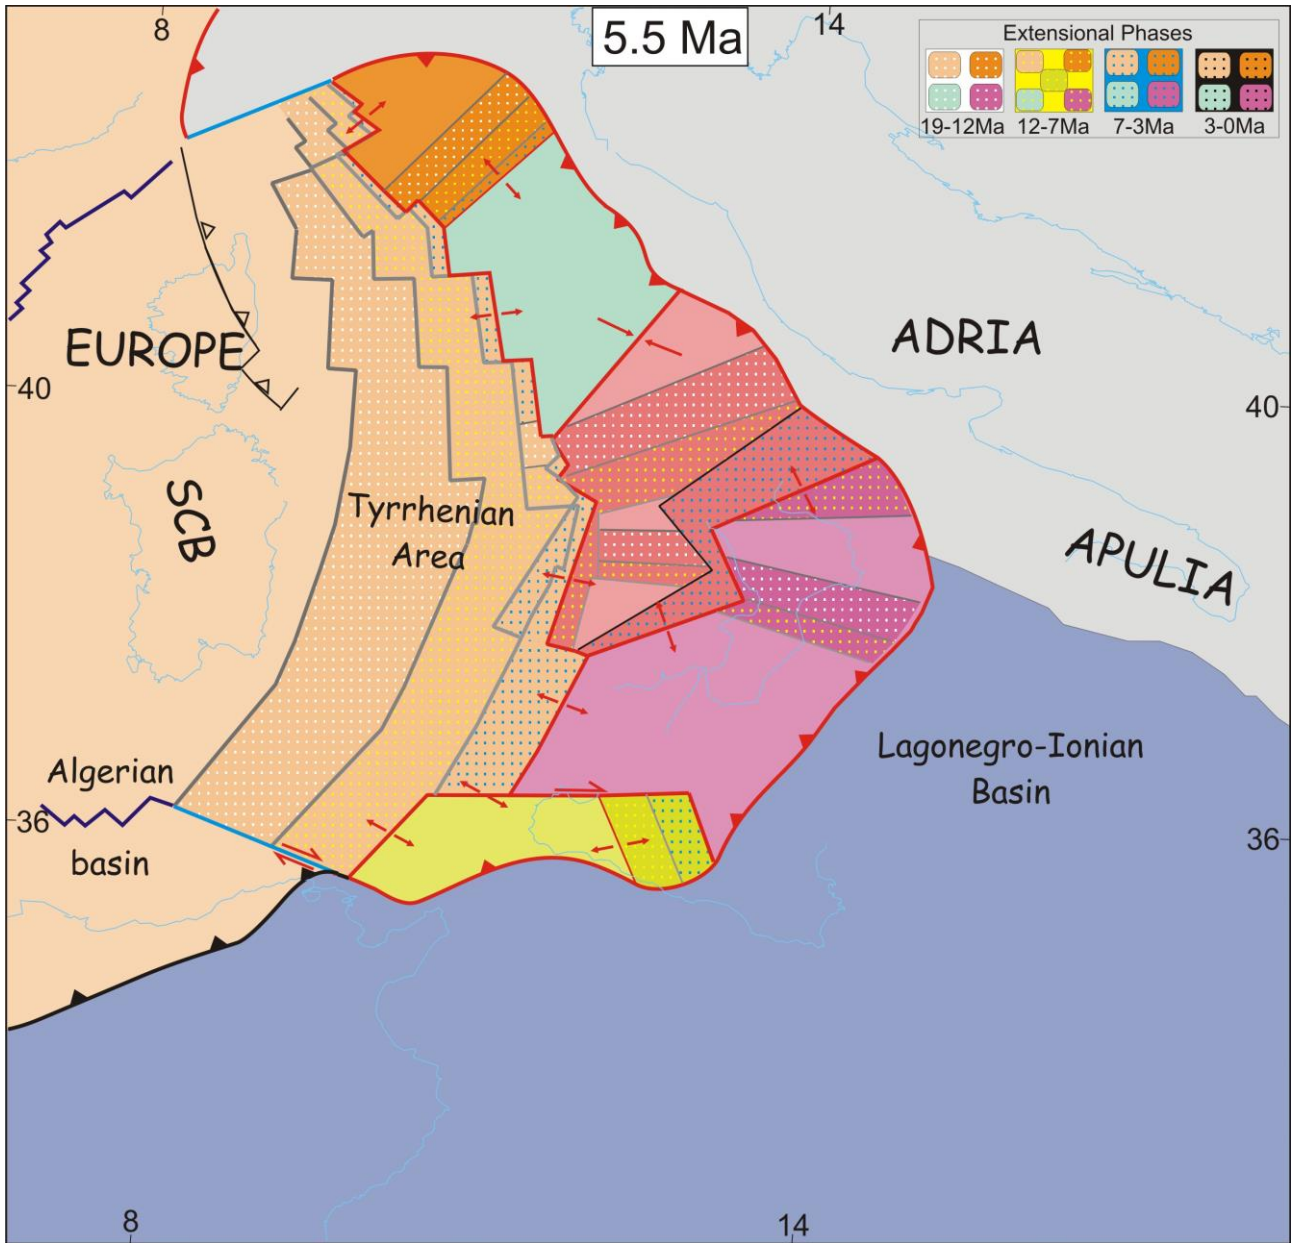 8
5.5 Ma
14
Extensional Phases
19-12Ma
12-7Ma
7-3Ma
3-0Ma
EUROPE
ADRIA
40
40
SCB
Tyrrhenian
Area
APULIA
Algerian
basin
Lagonegro-Ionian
Basin
36
36
8
14